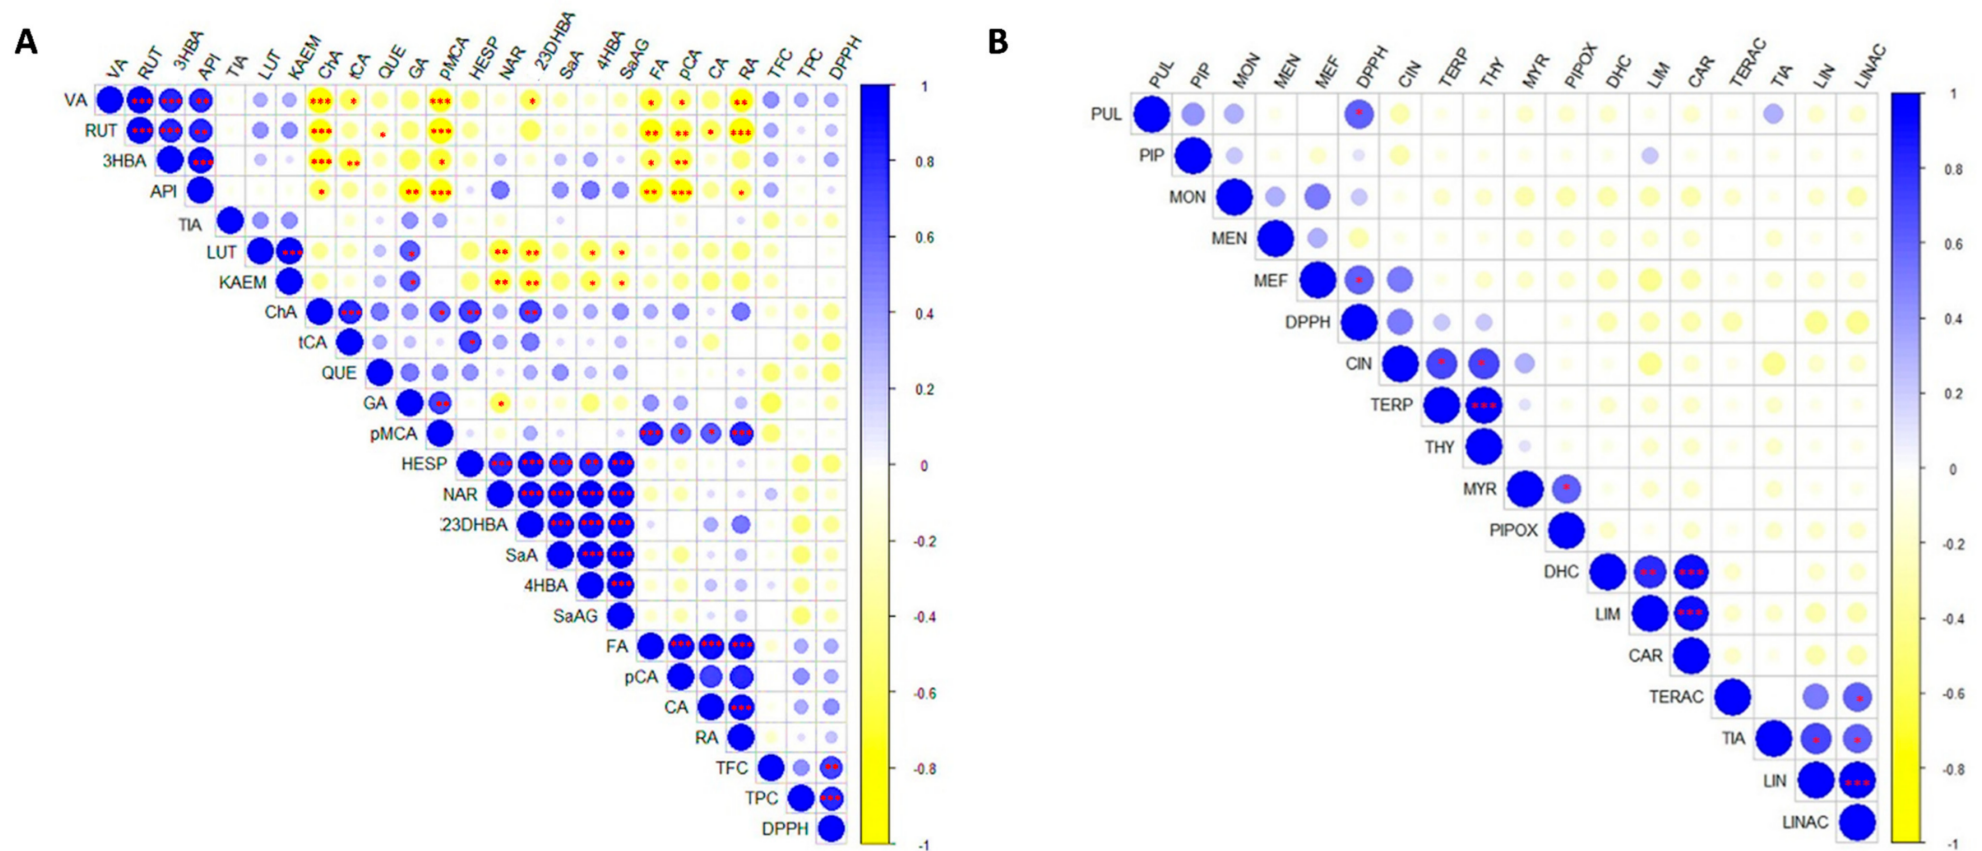 A
VA RUT 3HBA API TIA LUT KAEM ChA tCA QUE GA pMCA HESP NAR 23DHBA SaA 4HBA SaAG FA pCA CA RA TFC TPC DPPH
VA
RUT
3HBA
API
TIA
LUT
KAEM
ChA
tCA
QUE
GA
pMCA
HESP
NAR
23DHBA
SaA
4HBA
SaAG
FA
pCA
CA
RA
TFC
TPC
DPPH
1
0.8
0.6
0.4
0.2
0
-0.2
-0.4
-0.6
-0.8
-1
B
PUL PIP MON MEN MEF DPPH CIN TERP THY MYR PIPOX DHC LIM CAR TERAC TIA LIN LINAC
PUL
PIP
MON
MEN
MEF
DPPH
CIN
TERP
THY
MYR
PIPOX
DHC
LIM
CAR
TERAC
TIA
LIN
LINAC
1
0.8
0.6
0.4
0.2
0
-0.2
-0.4
-0.6
-0.8
-1